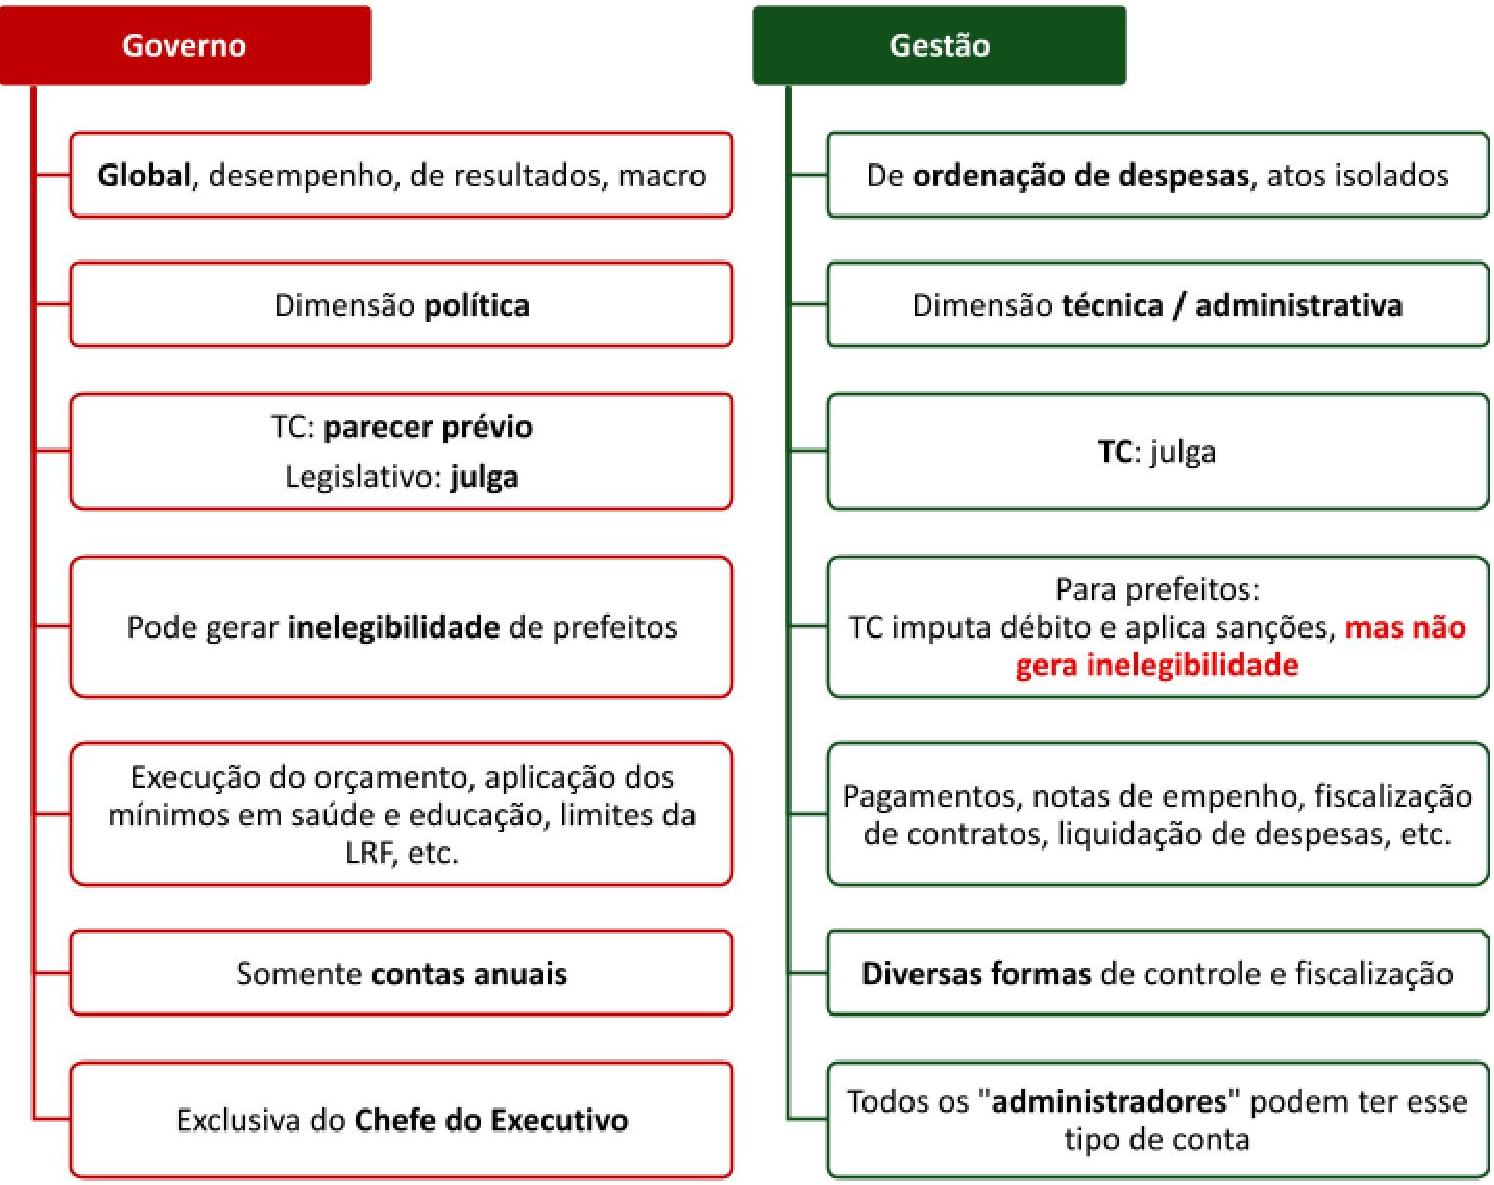 Governo
Global, desempenho, de resultados, macro
Dimensão política
TC: parecer prévio
Legislativo: julga
Pode gerar inelegibilidade de prefeitos
Execução do orçamento, aplicação dos
mínimos em saúde e educação, limites da
LRF, etc.
Somente contas anuais
Exclusiva do Chefe do Executivo
Gestão
De ordenação de despesas, atos isolados
Dimensão técnica / administrativa
TC: julga
Para prefeitos:
TC imputa débito e aplica sanções, mas não
gera inelegibilidade
Pagamentos, notas de empenho, fiscalização
de contratos, liquidação de despesas, etc.
Diversas formas de controle e fiscalização
Todos os "administradores" podem ter esse
tipo de conta